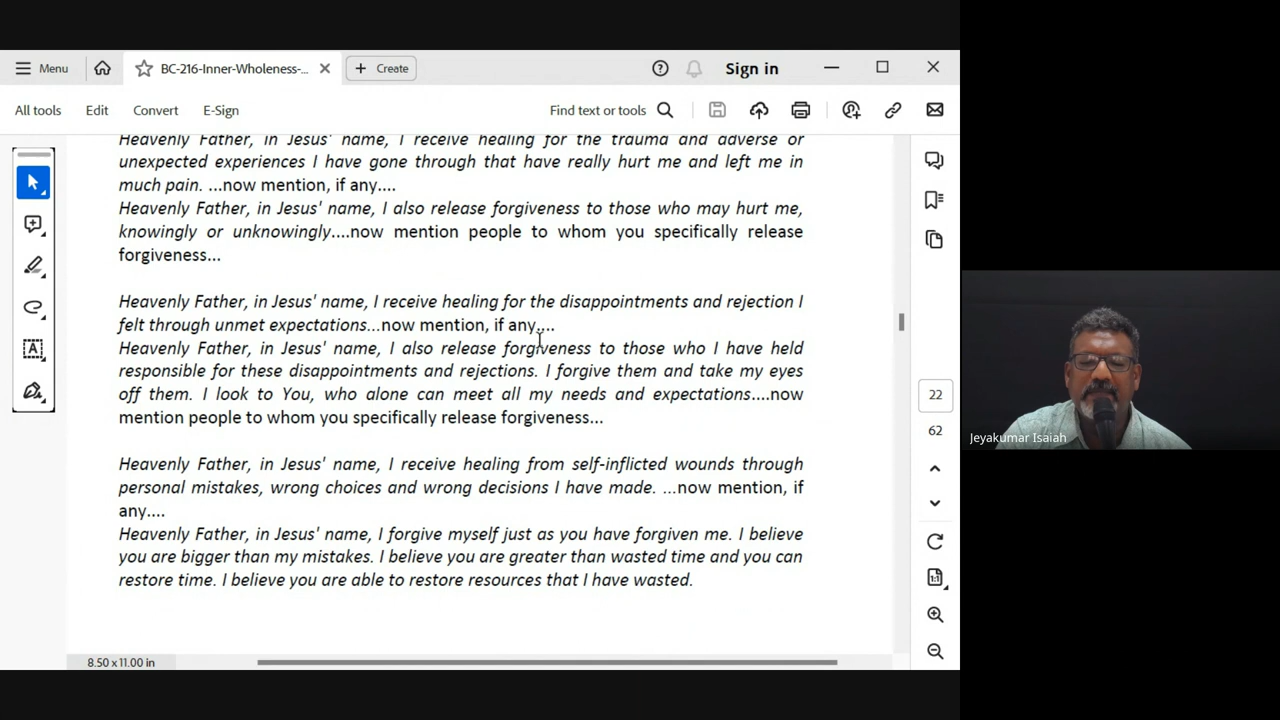 Menu
BC-216-Inner-Wholeness-...
Create
Sign in
All tools
Edit
Convert
E-Sign
Find text or tools
Heavenly Father, in Jesus' name, I receive healing for the trauma and adverse or
unexpected experiences I have gone through that have really hurt me and left me in
much pain. ...now mention, if any....
Heavenly Father, in Jesus' name, I also release forgiveness to those who may hurt me,
knowingly or unknowingly....now mention people to whom you specifically release
forgiveness...
Heavenly Father, in Jesus' name, I receive healing for the disappointments and rejection I
felt through unmet expectations...now mention, if any....
Heavenly Father, in Jesus' name, I also release forgiveness to those who I have held
responsible for these disappointments and rejections. I forgive them and take my eyes
off them. I look to You, who alone can meet all my needs and expectations....now
mention people to whom you specifically release forgiveness...
Heavenly Father, in Jesus' name, I receive healing from self-inflicted wounds through
personal mistakes, wrong choices and wrong decisions I have made. ...now mention, if
any....
Heavenly Father, in Jesus' name, I forgive myself just as you have forgiven me. I believe
you are bigger than my mistakes. I believe you are greater than wasted time and you can
restore time. I believe you are able to restore resources that I have wasted.
22
62
1:1
8.50 x 11.00 in
Jeyakumar Isaiah